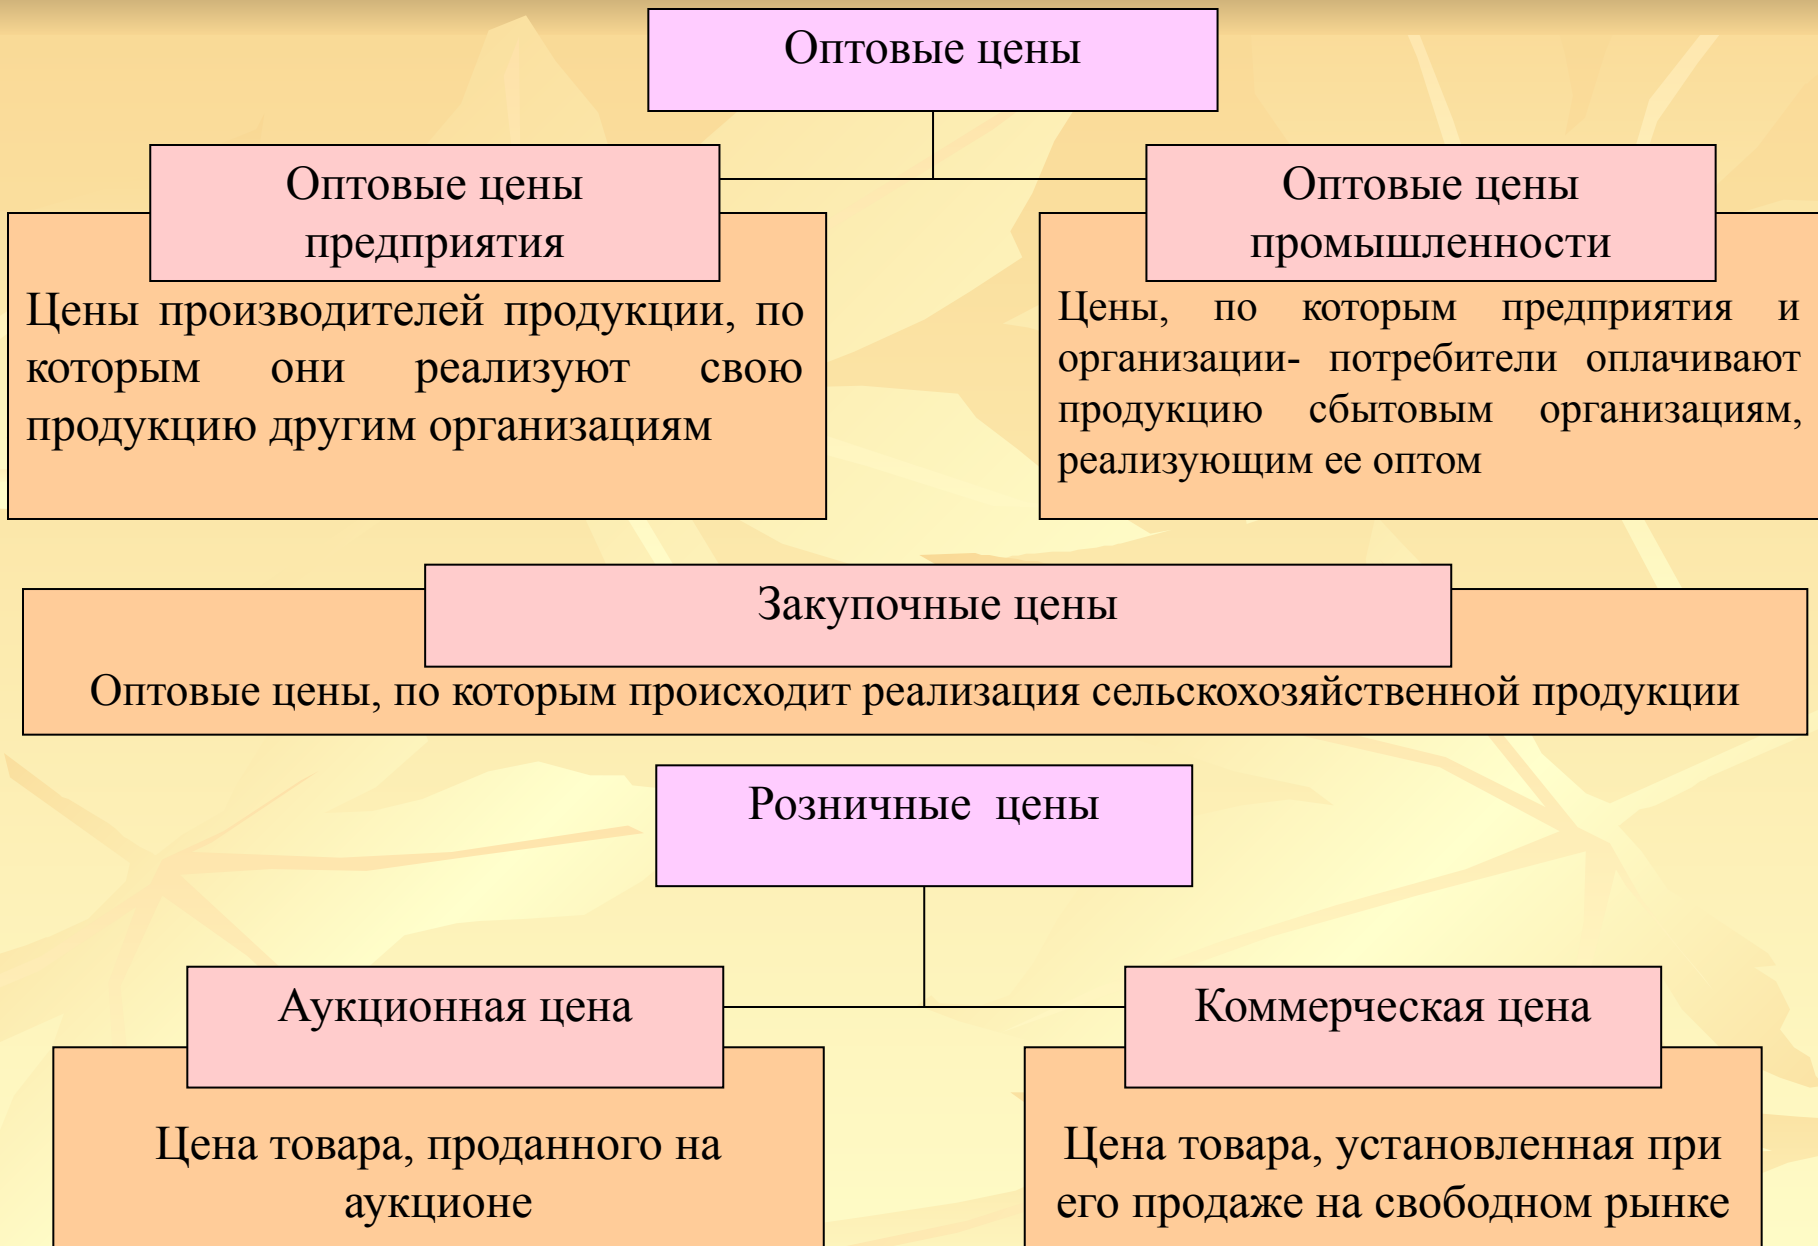 Оптовые цены
Оптовые цены
предприятия
Цены производителей продукции, по
которым они реализуют свою
продукцию другим организациям
Оптовые цены
промышленности
Цены, по которым предприятия и
организации- потребители оплачивают
продукцию сбытовым организациям,
реализующим ее оптом
Закупочные цены
Оптовые цены, по которым происходит реализация сельскохозяйственной продукции
Розничные цены
Аукционная цена
Цена товара, проданного на
аукционе
Коммерческая цена
Цена товара, установленная при
его продаже на свободном рынке